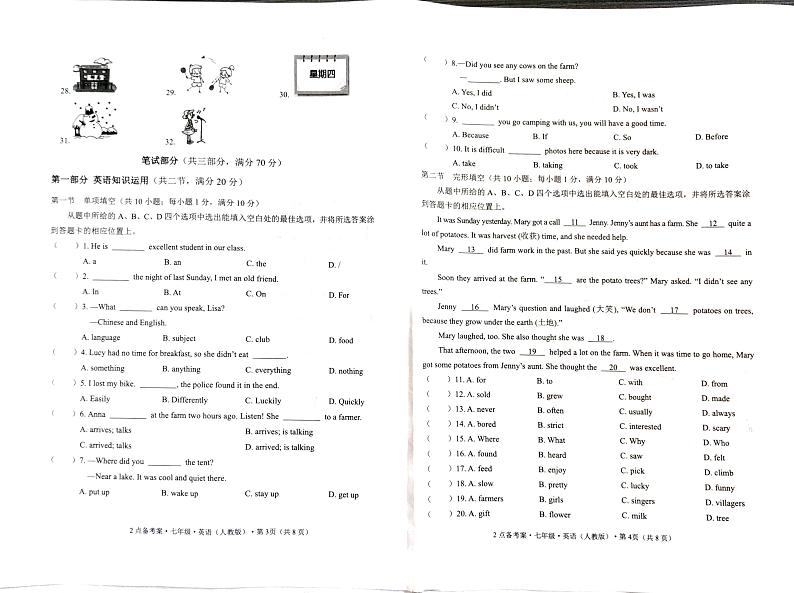 星期四
28.
29.
30.
31.
32.
笔试部分（共三部分，满分 70 分）
第一部分 英语知识运用（共二节，满分 20 分）
第一节 单项填空（共 10 小题；每小题 1 分，满分 10 分）
从题中所给的 A、B、C、D 四个选项中选出能填入空白处的最佳选项，并将所选答案涂
到答题卡的相应位置上。
( )1. He is ________ excellent student in our class.
A. a B. an C. the D. /
( )2. ________ the night of last Sunday, I met an old friend.
A. In B. At C. On D. For
( )3. —What ________ can you speak, Lisa?
—Chinese and English.
A. language B. subject C. club D. food
( )4. Lucy had no time for breakfast, so she didn't eat ________.
A. something B. anything C. everything D. nothing
( )5. I lost my bike. ________, the police found it in the end.
A. Easily B. Differently C. Luckily D. Quickly
( )6. Anna ________ at the farm two hours ago. Listen! She ________ to a farmer.
A. arrives; talks B. arrives; is talking
C. arrived; talks D. arrived; is talking
( )7. —Where did you ________ the tent?
—Near a lake. It was cool and quiet there.
A. put up B. wake up C. stay up D. get up
2 点备考案·七年级·英语（人教版）·第 3页（共 8 页）
( )8.—Did you see any cows on the farm?
—________. But I saw some sheep.
A. Yes, I did B. Yes, I was
C. No, I didn't D. No, I wasn't
( )9. ________ you go camping with us, you will have a good time.
A. Because B. If C. So D. Before
( )10. It is difficult ________ photos here because it is very dark.
A. take B. taking C. took D. to take
第二节 完形填空（共 10 小题；每小题 1 分，满分 10 分）
从题中所给的 A、B、C、D 四个选项中选出能填入空白处的最佳选项，并将所选答案涂
到答题卡的相应位置上。
It was Sunday yesterday. Mary got a call 11 Jenny. Jenny's aunt has a farm. She 12 quite a
lot of potatoes. It was harvest (收获) time, and she needed help.
Mary 13 did farm work in the past. But she said yes quickly because she was 14 in
it.
Soon they arrived at the farm. “ 15 are the potato trees?” Mary asked. “I didn't see any
trees.”
Jenny 16 Mary's question and laughed (大笑), “We don't 17 potatoes on trees,
because they grow under the earth (土地).”
Mary laughed, too. She also thought she was 18 .
That afternoon, the two 19 helped a lot on the farm. When it was time to go home, Mary
got some potatoes from Jenny's aunt. She thought the 20 was excellent.
( )11. A. for B. to C. with D. from
( )12. A. sold B. grew C. bought D. made
( )13. A. never B. often C. usually D. always
( )14. A. bored B. strict C. interested D. scary
( )15. A. Where B. What C. Why D. Who
( )16. A. found B. heard C. saw D. felt
( )17. A. feed B. enjoy C. pick D. climb
( )18. A. slow B. pretty C. lucky D. funny
( )19. A. farmers B. girls C. singers D. villagers
( )20. A. gift B. flower C. milk D. tree
2 点备考案·七年级·英语（人教版）·第 4页（共 8 页）